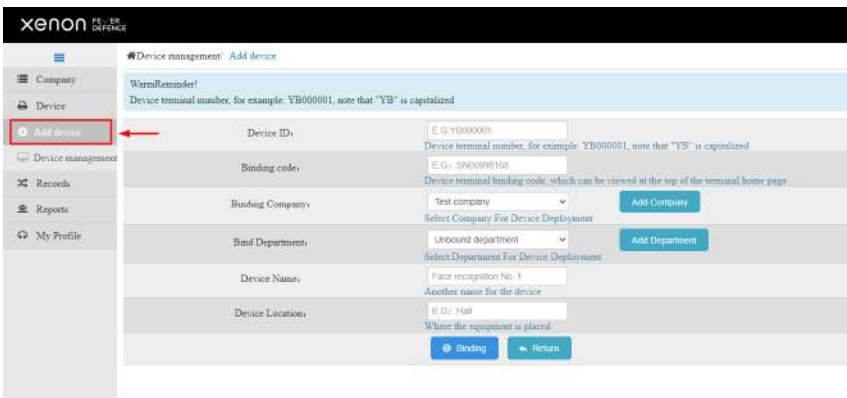 xenon FEVER DEFENCE
Device management/ Add device
Company
WarmReminder!
Device terminal number, for example: YB000001, note that "YB" is capitalized
Device
Add device
Device ID:
E.G:YB000001
Device terminal number, for example: YB000001, note that "YB" is capitalized
Device management
Binding code:
E.G.: SN00998168
Device terminal binding code, which can be viewed at the top of the terminal home page
Records
Binding Company:
Test company
Add Company
Select Company For Device Deployment
Reports
My Profile
Bind Department:
Unbound department
Add Department
Select Department For Device Deployment
Device Name:
Face recognition No. 1
Another name for the device
Device Location:
E.G.: Hall
Where the equipment is placed
Binding
Return